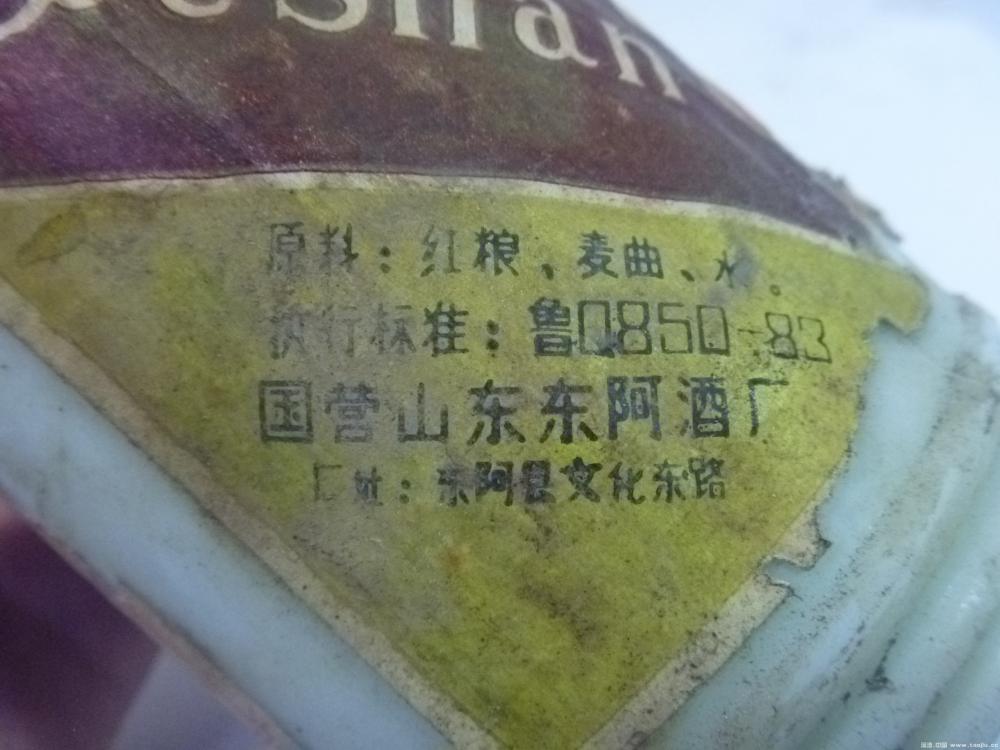 eShan
原料：红粮、麦曲、水。
执行标准：鲁Q850-83
国营山东东阿酒厂
厂址：东阿县文化东路